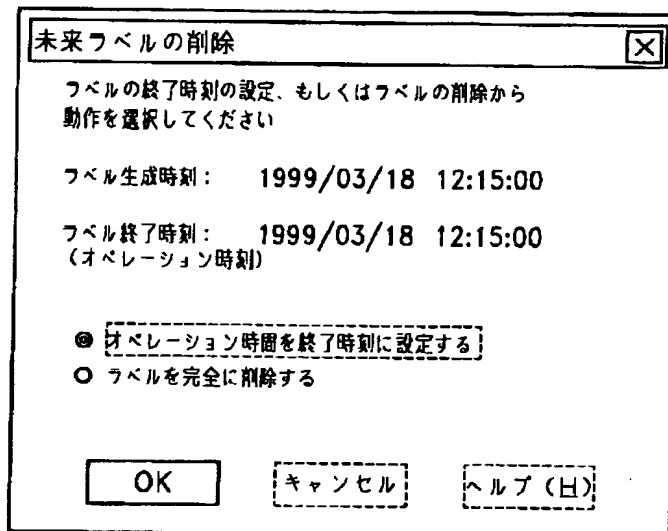 未来ラベルの削除
ラベルの終了時刻の設定、もしくはラベルの削除から
動作を選択してください
ラベル生成時刻: 1999/03/18 12:15:00
ラベル終了時刻: 1999/03/18 12:15:00
(オペレーション時刻)
オペレーション時間を終了時刻に設定する
ラベルを完全に削除する
OK キャンセル ヘルプ(H)